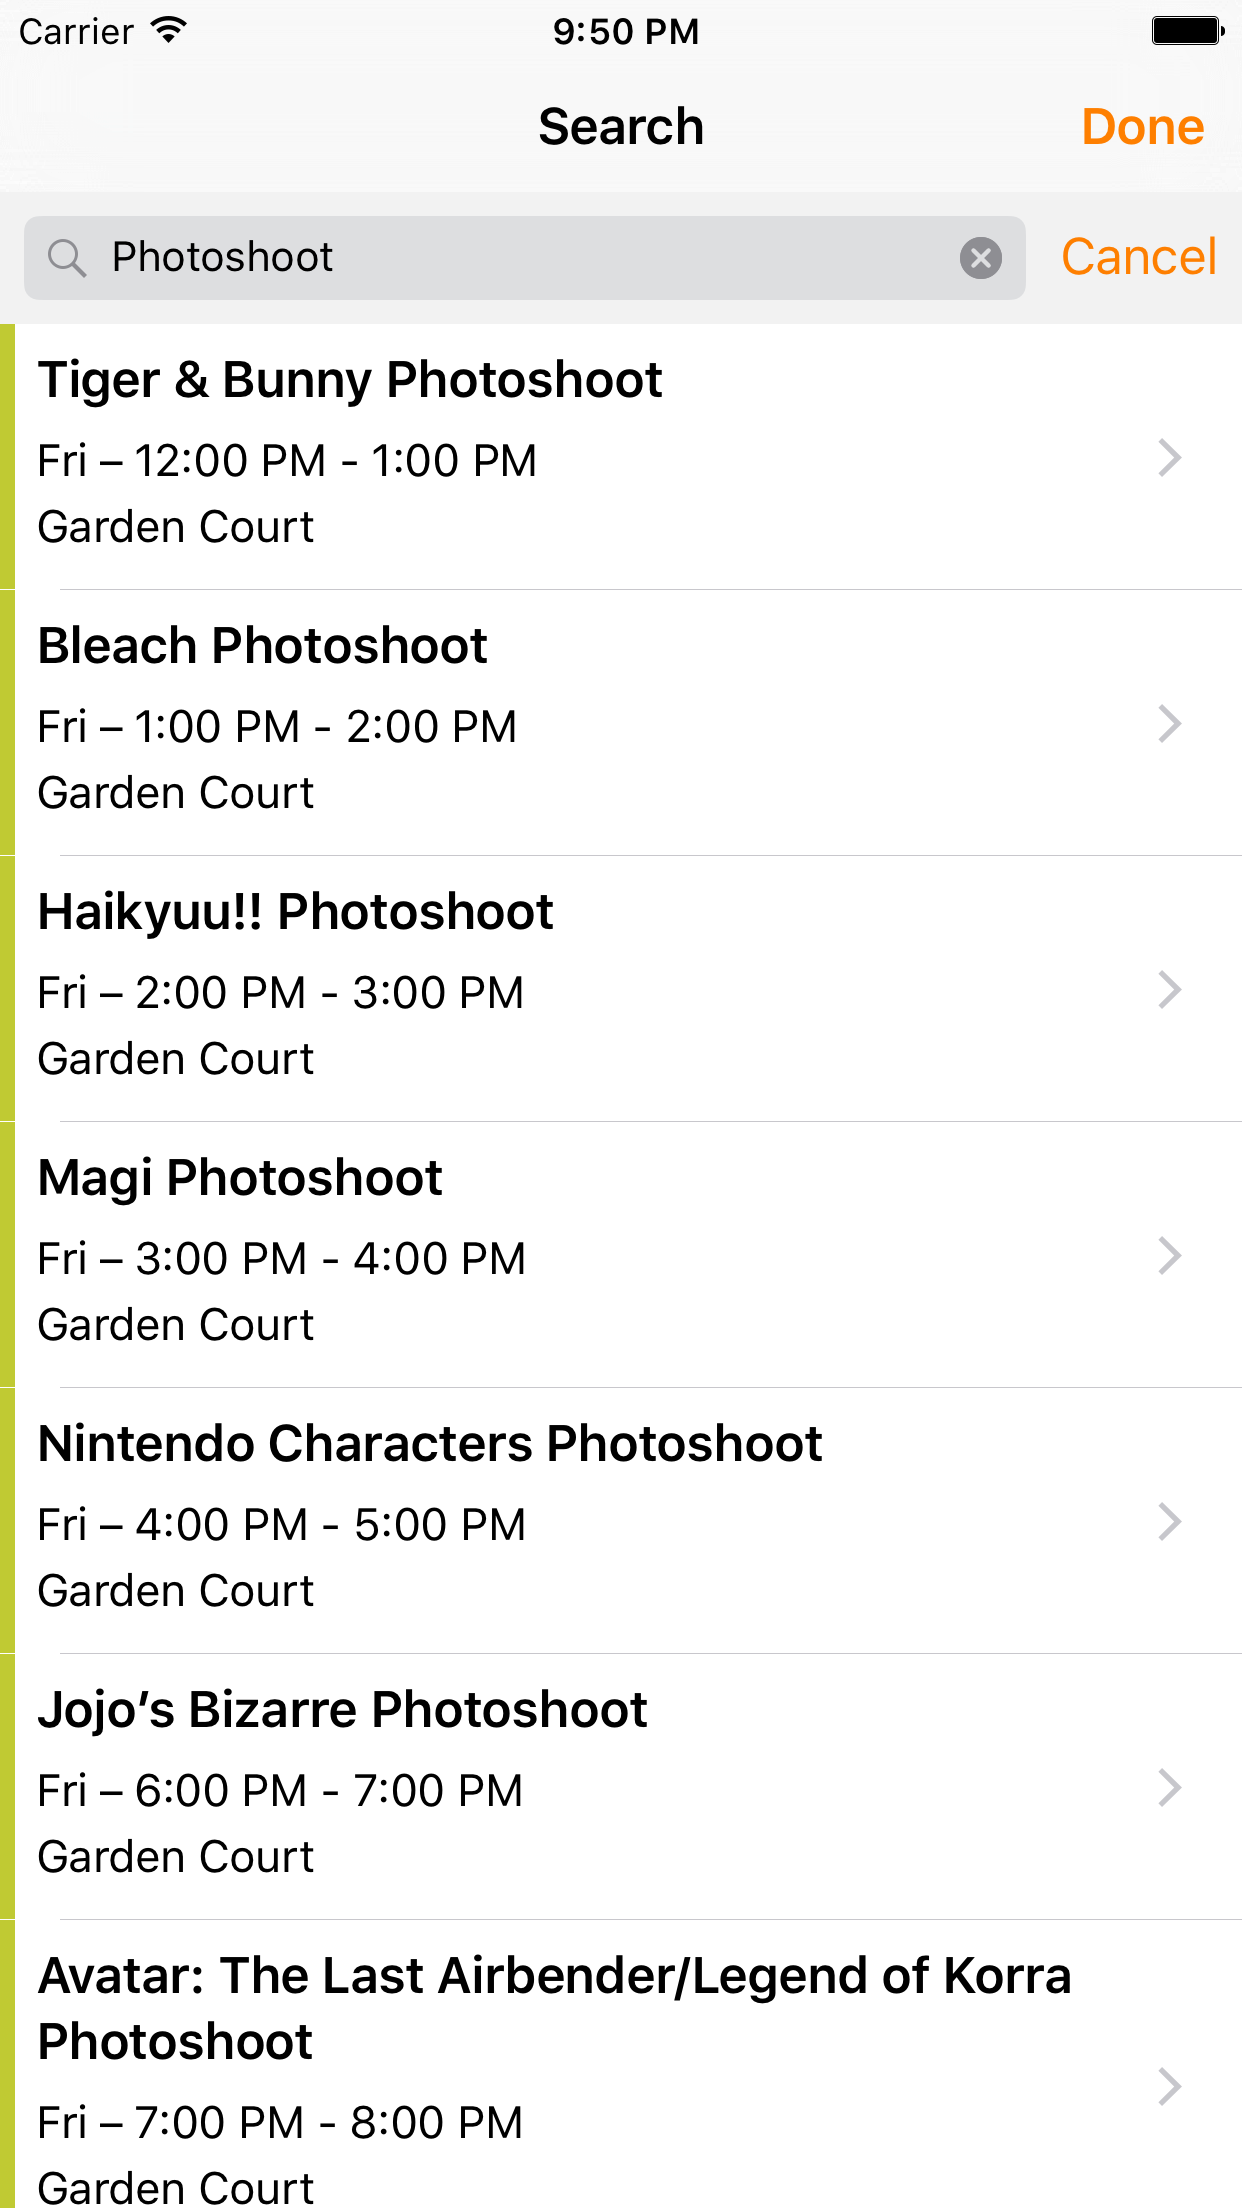 Carrier 9:50 PM
Search Done
Photoshoot Cancel
Tiger & Bunny Photoshoot
Fri – 12:00 PM - 1:00 PM
Garden Court
Bleach Photoshoot
Fri – 1:00 PM - 2:00 PM
Garden Court
Haikyuu!! Photoshoot
Fri – 2:00 PM - 3:00 PM
Garden Court
Magi Photoshoot
Fri – 3:00 PM - 4:00 PM
Garden Court
Nintendo Characters Photoshoot
Fri – 4:00 PM - 5:00 PM
Garden Court
Jojo’s Bizarre Photoshoot
Fri – 6:00 PM - 7:00 PM
Garden Court
Avatar: The Last Airbender/Legend of Korra
Photoshoot
Fri – 7:00 PM - 8:00 PM
Garden Court